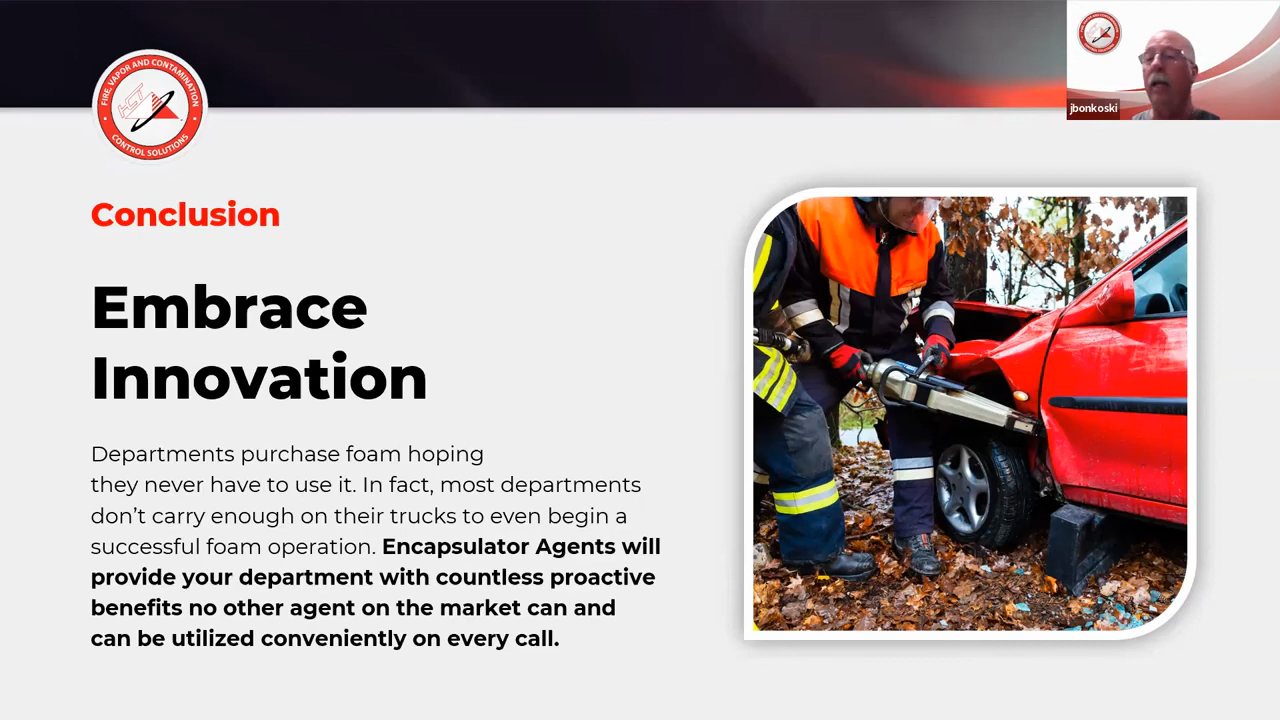 FIRE, VAPOR AND CONTAMINATION
CONTROL SOLUTIONS
jbonkoski
Conclusion
Embrace
Innovation
Departments purchase foam hoping
they never have to use it. In fact, most departments
don’t carry enough on their trucks to even begin a
successful foam operation. Encapsulator Agents will
provide your department with countless proactive
benefits no other agent on the market can and
can be utilized conveniently on every call.